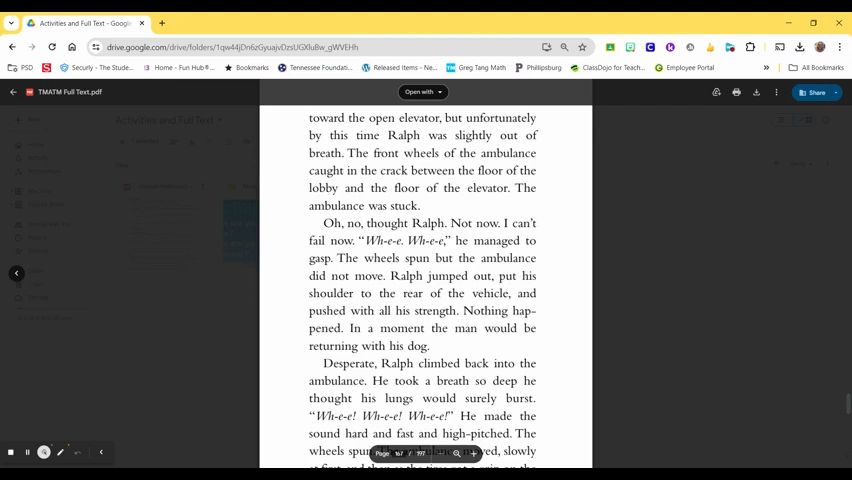 Activities and Full Text - Google
drive.google.com/drive/folders/1qw44jDn6zGyuajvDzsUGXluBw_gWVEHh
PSD
Securly - The Stude...
Home - Fun Hub®...
Bookmarks
Tennessee Foundati...
Released items - Ne...
Greg Tang Math
Phillipsburg
ClassDojo for Teach...
Employee Portal
All Bookmarks
TMATM Full Text.pdf
Open with
Share
Activities and Full Text
toward the open elevator, but unfortunately
by this time Ralph was slightly out of
breath. The front wheels of the ambulance
caught in the crack between the floor of the
lobby and the floor of the elevator. The
ambulance was stuck.
Oh, no, thought Ralph. Not now. I can't
fail now. "Wh-e-e. Wh-e-e," he managed to
gasp. The wheels spun but the ambulance
did not move. Ralph jumped out, put his
shoulder to the rear of the vehicle, and
pushed with all his strength. Nothing hap-
pened. In a moment the man would be
returning with his dog.
Desperate, Ralph climbed back into the
ambulance. He took a breath so deep he
thought his lungs would surely burst.
"Wh-e-e! Wh-e-e! Wh-e-e!" He made the
sound hard and fast and high-pitched. The
wheels spun
moved, slowly
Page 167 / 197